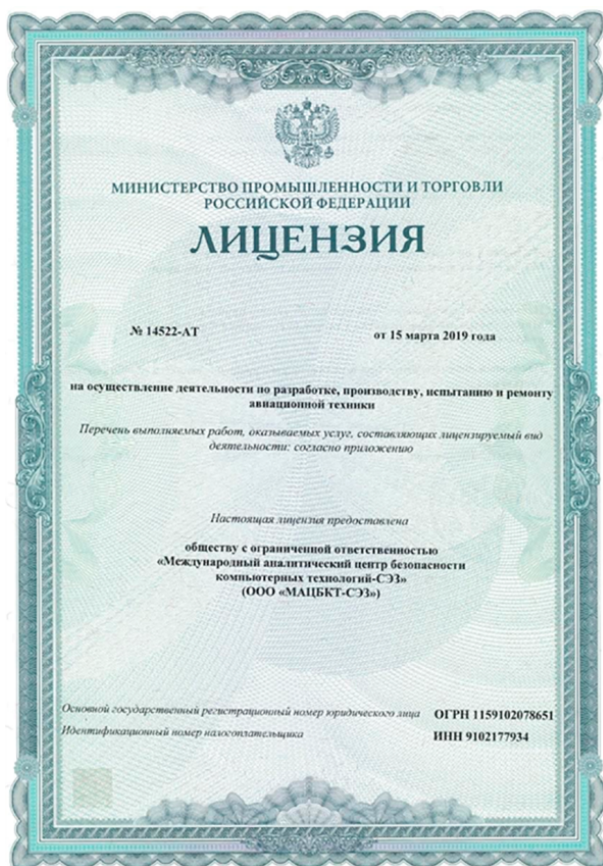 МИНИСТЕРСТВО ПРОМЫШЛЕННОСТИ И ТОРГОВЛИ
РОССИЙСКОЙ ФЕДЕРАЦИИ
ЛИЦЕНЗИЯ
№ 14522-АТ от 15 марта 2019 года
на осуществление деятельности по разработке, производству, испытанию и ремонту
авиационной техники
Перечень выполняемых работ, оказываемых услуг, составляющих лицензируемый вид
деятельности: согласно приложению
Настоящая лицензия предоставлена
обществу с ограниченной ответственностью
«Международный аналитический центр безопасности
компьютерных технологий-СЭЗ»
(ООО «МАЦБКТ-СЭЗ»)
Основной государственный регистрационный номер юридического лица ОГРН 1159102078651
Идентификационный номер налогоплательщика ИНН 9102177934